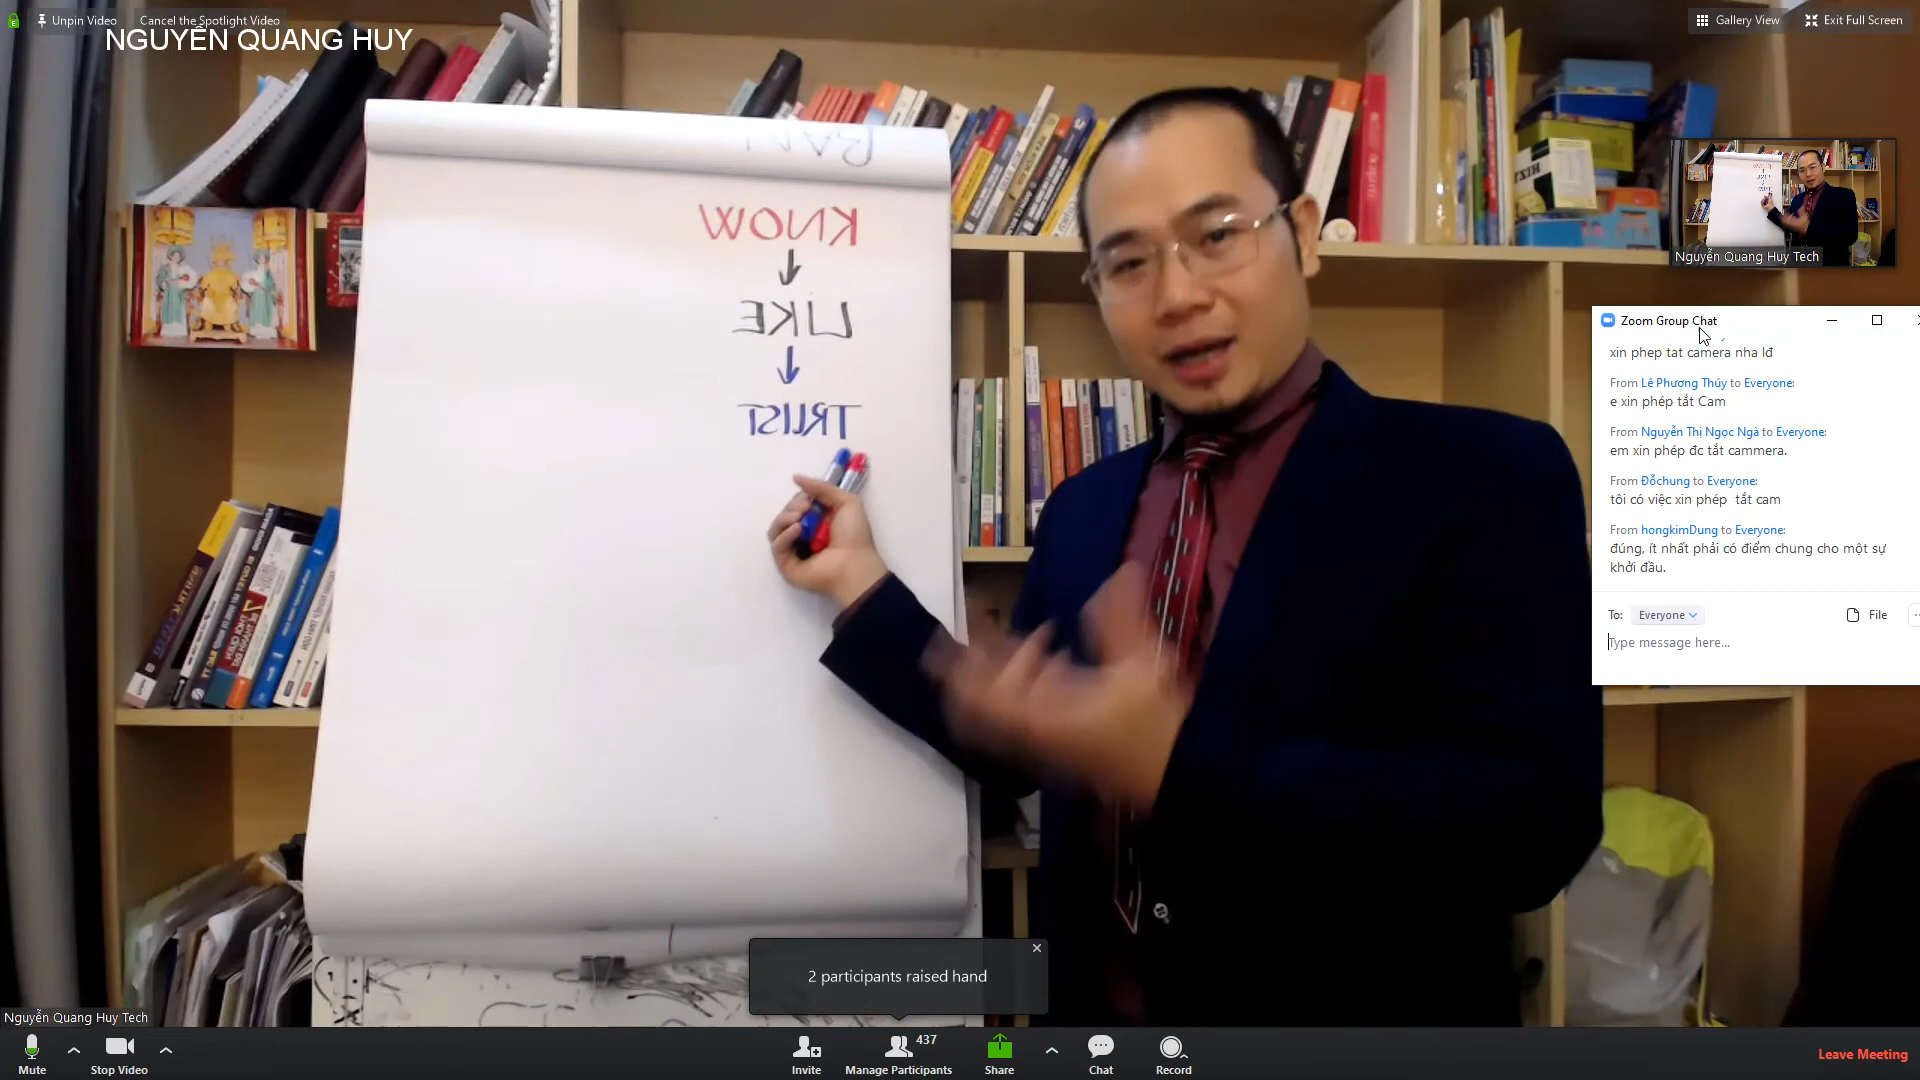 Unpin Video
Cancel the Spotlight Video
NGUYỄN QUANG HUY
Gallery View
Exit Full Screen
BAN
KNOW
LIKE
TRUST
Nguyễn Quang Huy Tech
Zoom Group Chat
xin phep tat camera nha lđ
From Lê Phương Thúy to Everyone:
e xin phép tắt Cam
From Nguyễn Thị Ngọc Ngà to Everyone:
em xin phép đc tắt cammera.
From Đỗchung to Everyone:
tôi có việc xin phép  tắt cam
From hongkimDung to Everyone:
đúng, ít nhất phải có điểm chung cho một sự
khởi đầu.
To: Everyone
File
Type message here...
2 participants raised hand
Nguyễn Quang Huy Tech
Mute
Stop Video
Invite
437
Manage Participants
Share
Chat
Record
Leave Meeting